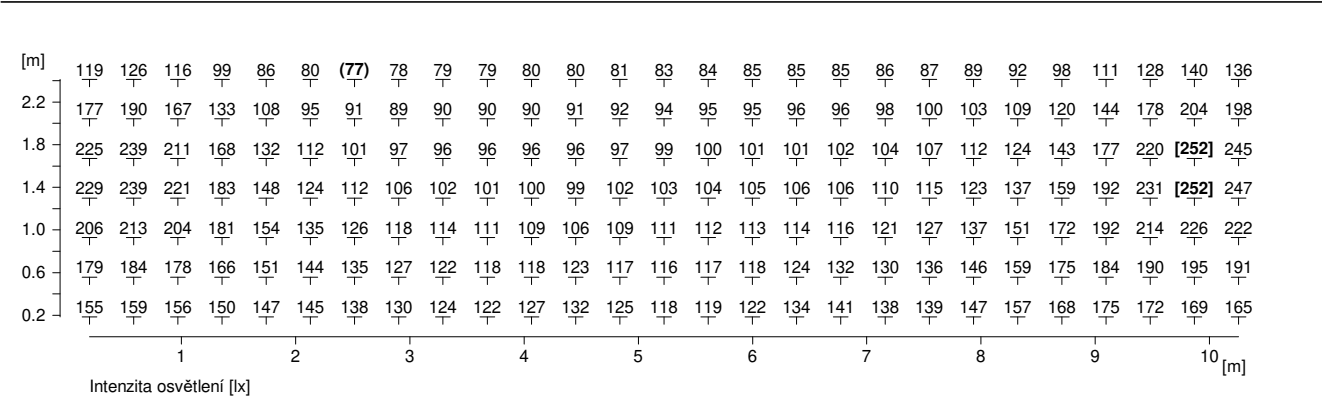 [m]
119 126 116 99 86 80 (77) 78 79 79 80 80 81 83 84 85 85 85 86 87 89 92 98 111 128 140 136
2.2 177 190 167 133 108 95 91 89 90 90 90 91 92 94 95 95 96 96 98 100 103 109 120 144 178 204 198
1.8 225 239 211 168 132 112 101 97 96 96 96 96 97 99 100 101 101 102 104 107 112 124 143 177 220 [252] 245
1.4 229 239 221 183 148 124 112 106 102 101 100 99 102 103 104 105 106 106 110 115 123 137 159 192 231 [252] 247
1.0 206 213 204 181 154 135 126 118 114 111 109 106 109 111 112 113 114 116 121 127 137 151 172 192 214 226 222
0.6 179 184 178 166 151 144 135 127 122 118 118 123 117 116 117 118 124 132 130 136 146 159 175 184 190 195 191
0.2 155 159 156 150 147 145 138 130 124 122 127 132 125 118 119 122 134 141 138 139 147 157 168 175 172 169 165
1 2 3 4 5 6 7 8 9 10 [m]
Intenzita osvětlení [lx]